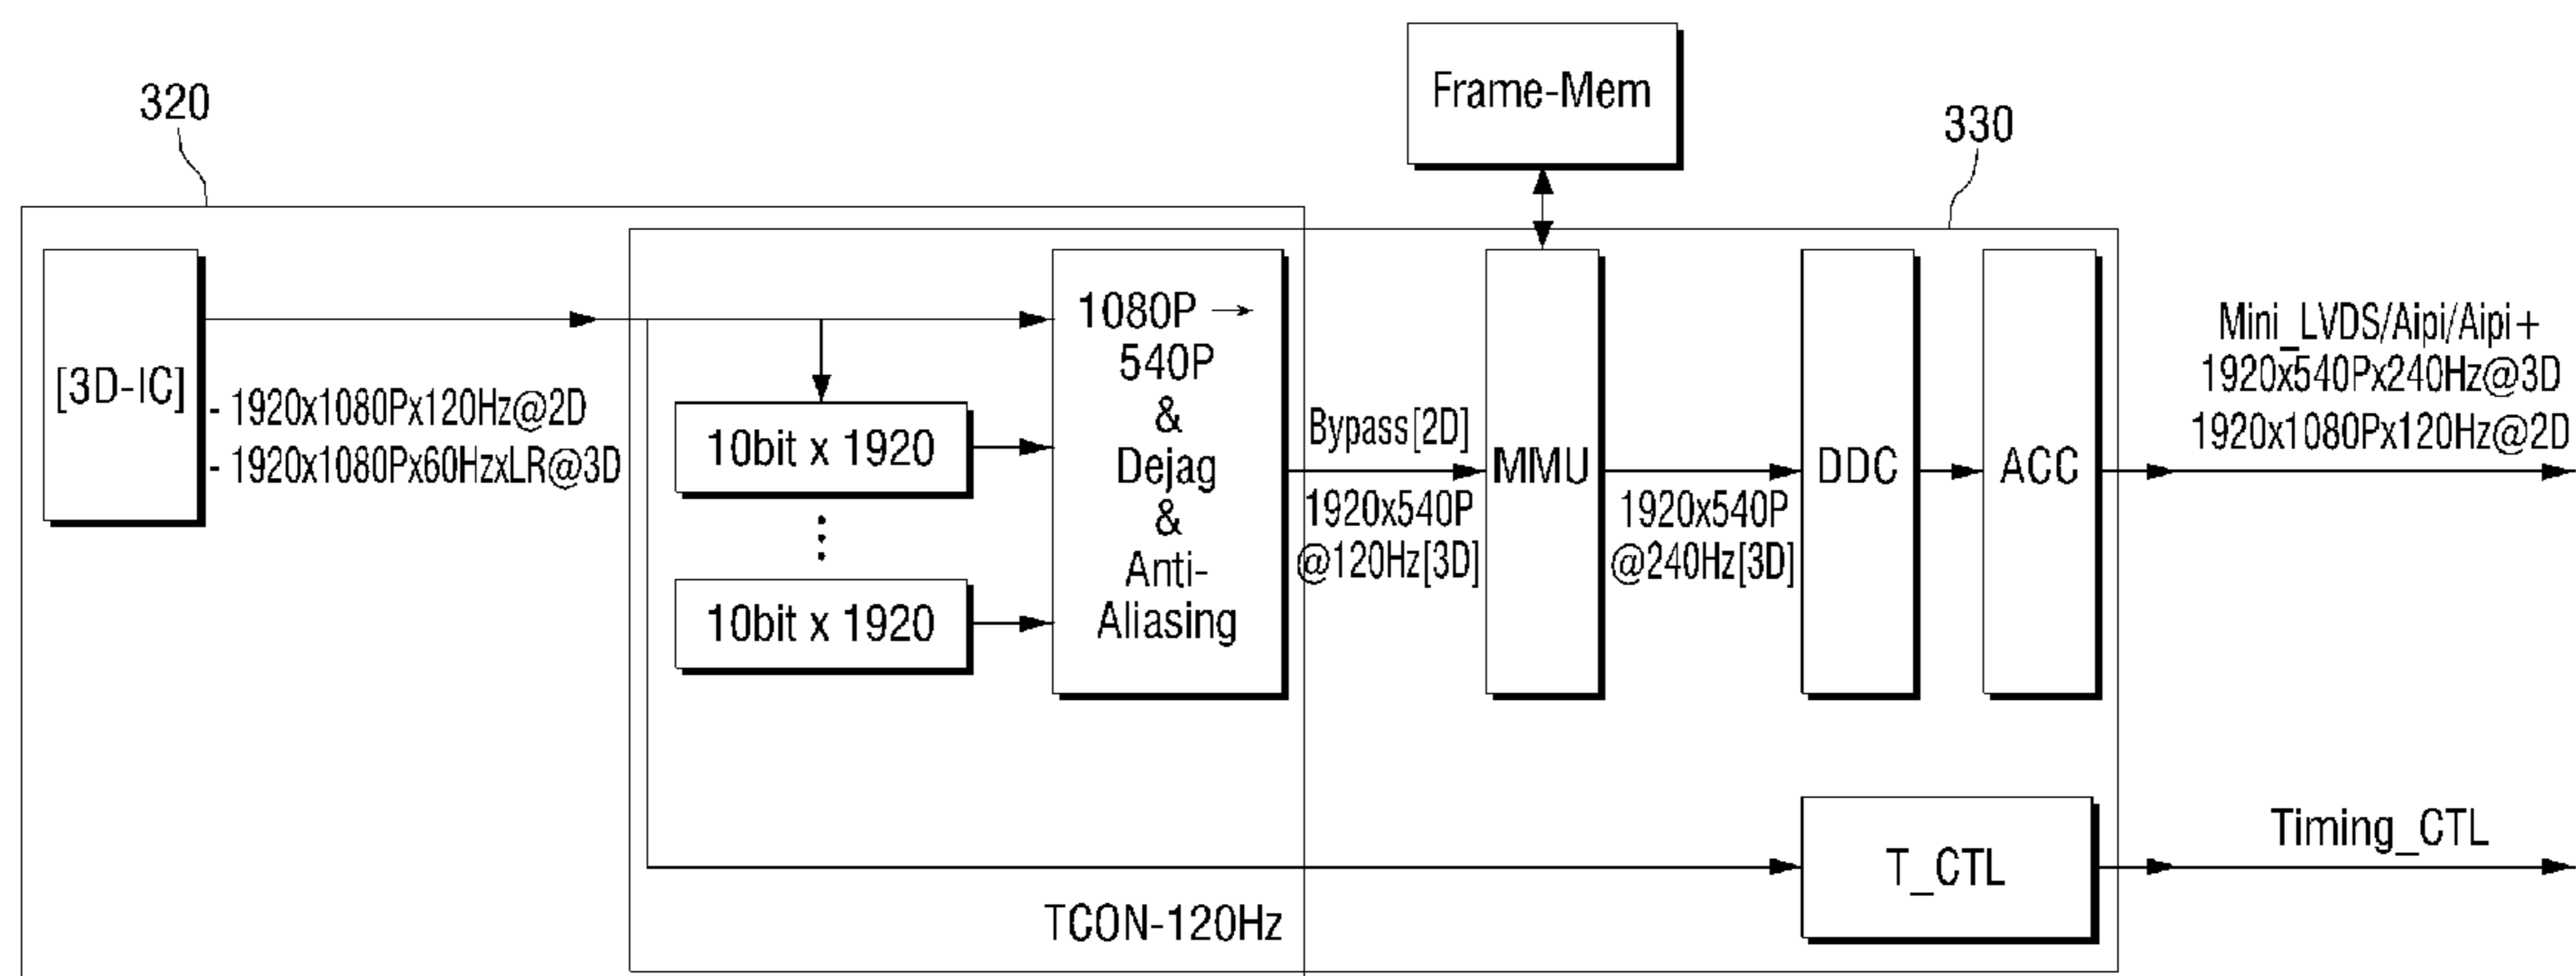 320
Frame-Mem
330
[3D-IC]
- 1920x1080Px120Hz@2D
- 1920x1080Px60HzxLR@3D
10bit x 1920
10bit x 1920
1080P →
540P
&
Dejag
&
Anti-
Aliasing
Bypass[2D]
1920x540P
@120Hz[3D]
MMU
1920x540P
@240Hz[3D]
DDC
ACC
Mini_LVDS/Aipi/Aipi+
1920x540Px240Hz@3D
1920x1080Px120Hz@2D
T_CTL
Timing_CTL
TCON-120Hz